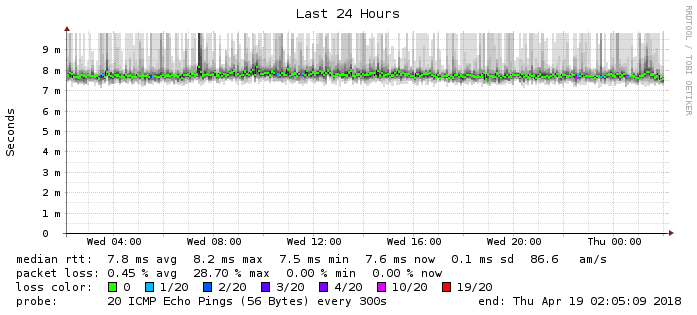 Last 24 Hours
RRDTOOL / TOBI OETIKER
Seconds
9 m
8 m
7 m
6 m
5 m
4 m
3 m
2 m
1 m
0
Wed 04:00 Wed 08:00 Wed 12:00 Wed 16:00 Wed 20:00 Thu 00:00
median rtt: 7.8 ms avg 8.2 ms max 7.5 ms min 7.6 ms now 0.1 ms sd 86.6 am/s
packet loss: 0.45 % avg 28.70 % max 0.00 % min 0.00 % now
loss color: 0 1/20 2/20 3/20 4/20 10/20 19/20
probe: 20 ICMP Echo Pings (56 Bytes) every 300s end: Thu Apr 19 02:05:09 2018